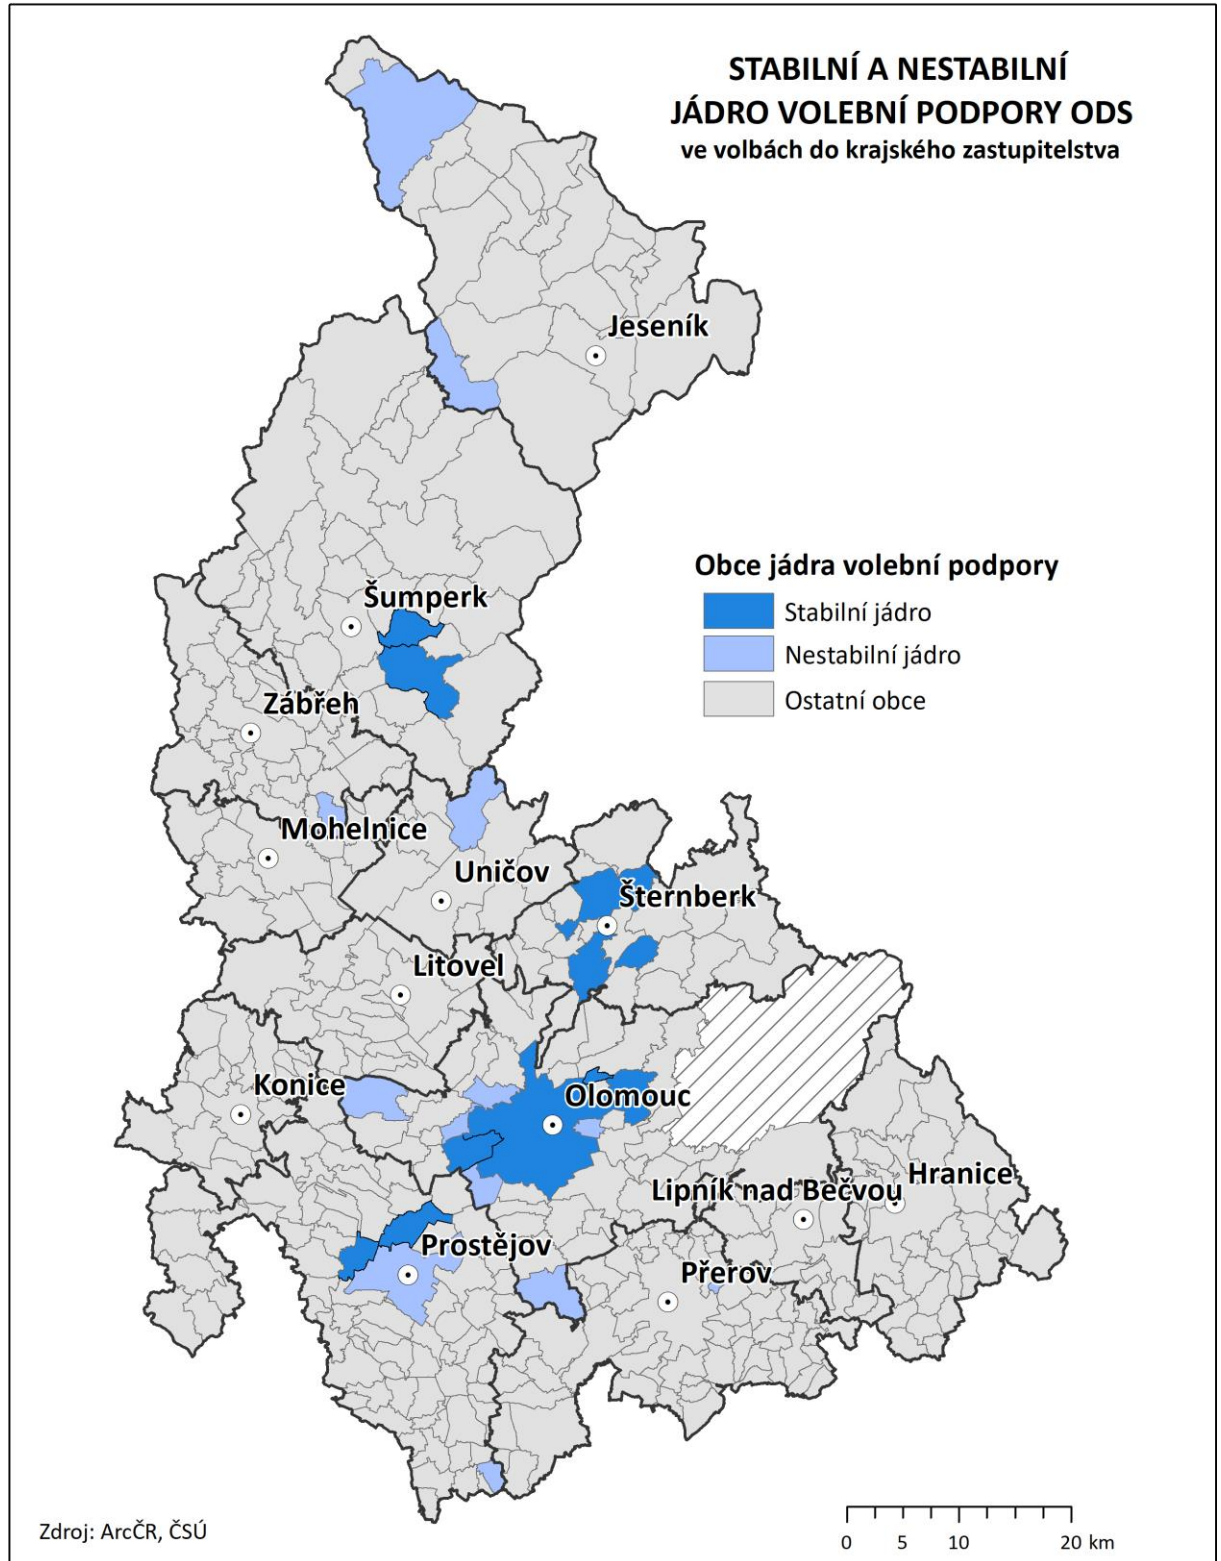 STABILNÍ A NESTABILNÍ
JÁDRO VOLEBNÍ PODPORY ODS
ve volbách do krajského zastupitelstva
Jeseník
Obce jádra volební podpory
Stabilní jádro
Nestabilní jádro
Ostatní obce
Šumperk
Zábřeh
Mohelnice
Uničov
Šternberk
Litovel
Konice
Olomouc
Hranice
Lipník nad Bečvou
Prostějov
Přerov
Zdroj: ArcČR, ČSÚ
0 5 10 20 km